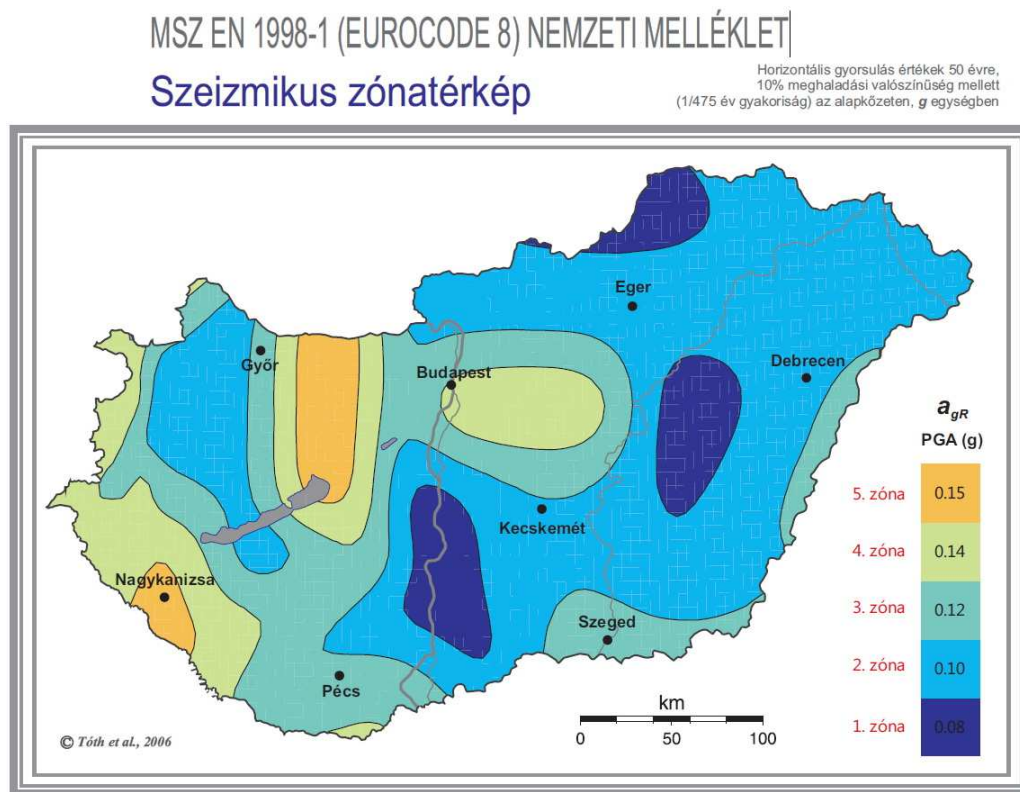 MSZ EN 1998-1 (EUROCODE 8) NEMZETI MELLÉKLET
Szeizmikus zónatérkép
Horizontális gyorsulás értékek 50 évre,
10% meghaladási valószínűség mellett
(1/475 év gyakoriság) az alapkőzeten, g egységben
Eger
Győr
Budapest
Debrecen
Kecskemét
Nagykanizsa
Szeged
Pécs
agR
PGA (g)
5. zóna 0.15
4. zóna 0.14
3. zóna 0.12
2. zóna 0.10
1. zóna 0.08
km
0 50 100
© Tóth et al., 2006